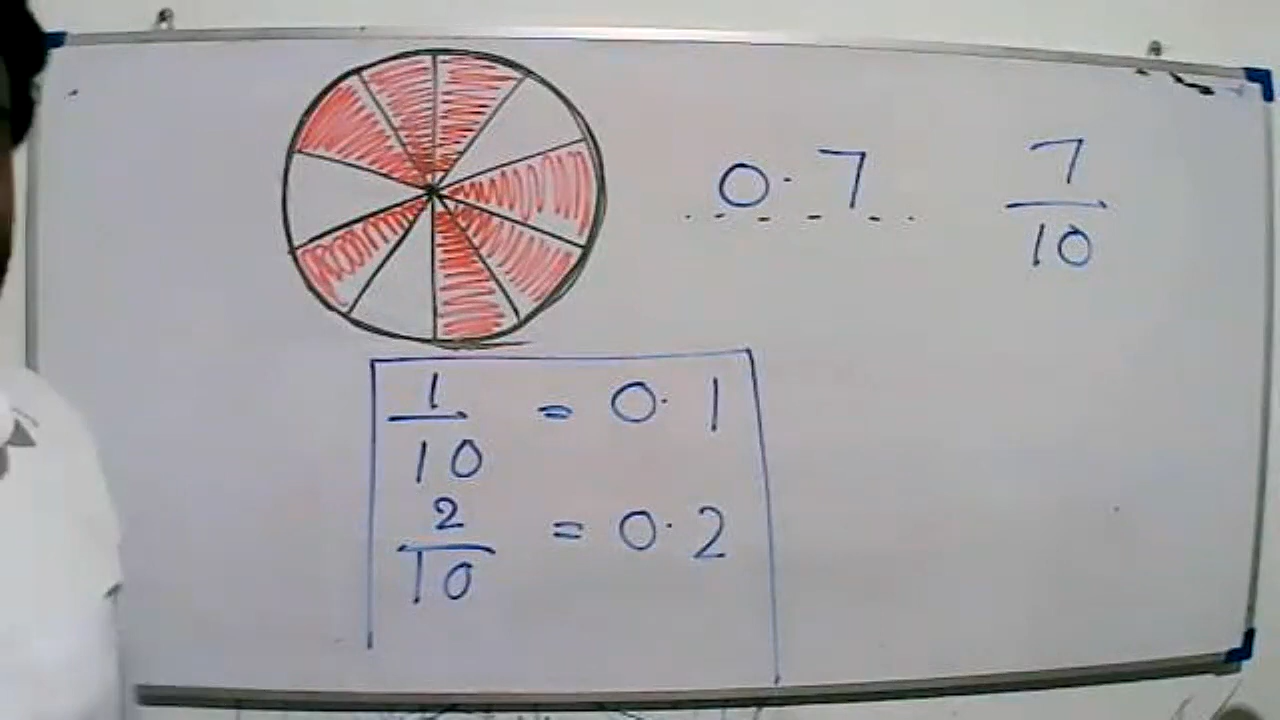 0.7
7/10
1/10 = 0.1
2/10 = 0.2